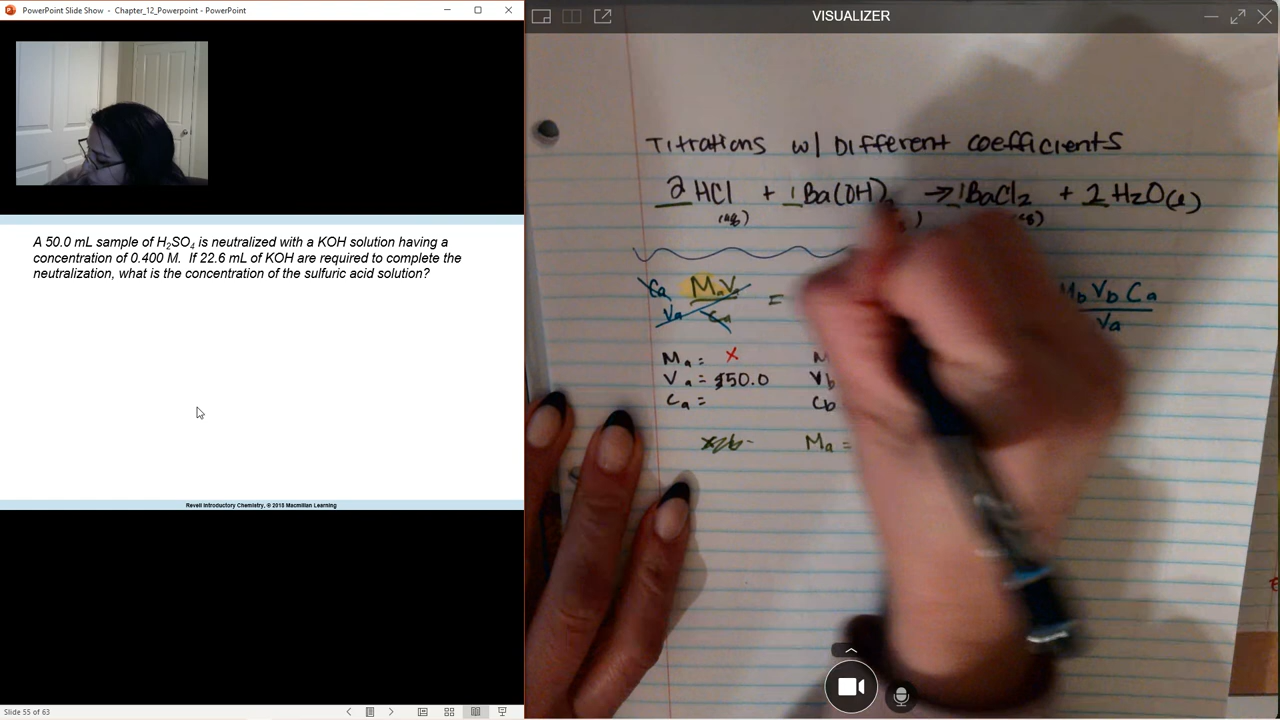 PowerPoint Slide Show - Chapter_12_Powerpoint - PowerPoint
A 50.0 mL sample of H2SO4 is neutralized with a KOH solution having a
concentration of 0.400 M. If 22.6 mL of KOH are required to complete the
neutralization, what is the concentration of the sulfuric acid solution?
Revell Introductory Chemistry, © 2018 Macmillan Learning
Slide 55 of 63
VISUALIZER
Titrations w/ Different coefficients
2 HCl + 1 Ba(OH) → 1 BaCl2 + 2 H2O(l)
(aq)
Ca MaVa = Mb Vb Ca
Va Ca Va
Ma = x
Va = 50.0 Vb
Ca = Cb
Ma =